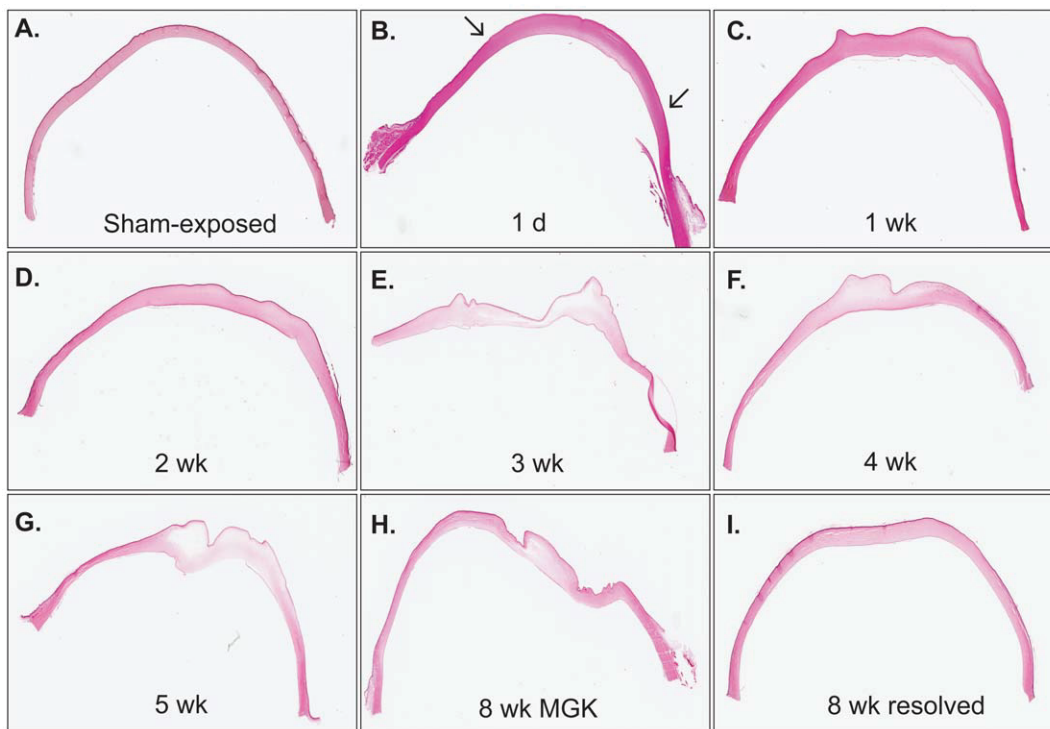 A.
Sham-exposed
B.
1 d
C.
1 wk
D.
2 wk
E.
3 wk
F.
4 wk
G.
5 wk
H.
8 wk MGK
I.
8 wk resolved